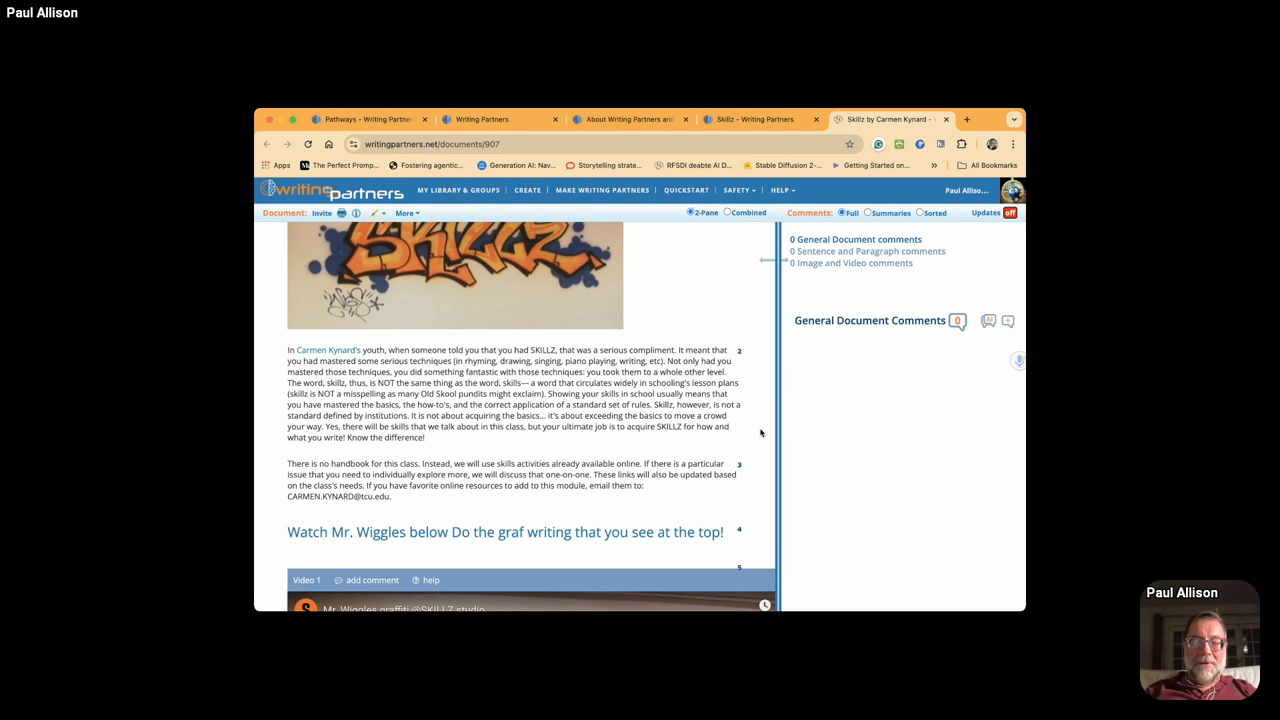 Paul Allison
Pathways - Writing Partne
Writing Partners
About Writing Partners and
Skillz - Writing Partners
Skillz by Carmen Kynard -
writingpartners.net/documents/907
Apps
The Perfect Promp...
Fostering agentic...
Generation AI: Nav...
Storytelling strate...
RFSDI deabte AI D...
Stable Diffusion 2-...
Getting Started on...
All Bookmarks
writingpartners
MY LIBRARY & GROUPS
CREATE
MAKE WRITING PARTNERS
QUICKSTART
SAFETY
HELP
Paul Alliso...
Document:
Invite
More
2-Pane
Combined
Comments:
Full
Summaries
Sorted
Updates
off
SKILLZ
0 General Document comments
0 Sentence and Paragraph comments
0 Image and Video comments
General Document Comments 0
AI
In Carmen Kynard's youth, when someone told you that you had SKILLZ, that was a serious compliment. It meant that
2
you had mastered some serious techniques (in rhyming, drawing, singing, piano playing, writing, etc). Not only had you
mastered those techniques, you did something fantastic with those techniques: you took them to a whole other level.
The word, skillz, thus, is NOT the same thing as the word, skills--- a word that circulates widely in schooling's lesson plans
(skillz is NOT a misspelling as many Old Skool pundits might exclaim). Showing your skills in school usually means that
you have mastered the basics, the how-to's, and the correct application of a standard set of rules. Skillz, however, is not a
standard defined by institutions. It is not about acquiring the basics... it's about exceeding the basics to move a crowd
your way. Yes, there will be skills that we talk about in this class, but your ultimate job is to acquire SKILLZ for how and
what you write! Know the difference!
There is no handbook for this class. Instead, we will use skills activities already available online. If there is a particular
3
issue that you need to individually explore more, we will discuss that one-on-one. These links will also be updated based
on the class's needs. If you have favorite online resources to add to this module, email them to:
CARMEN.KYNARD@tcu.edu.
Watch Mr. Wiggles below Do the graf writing that you see at the top!
4
5
Video 1
add comment
help
S
Mr. Wiggles graffiti @SKILLZ studio
Paul Allison